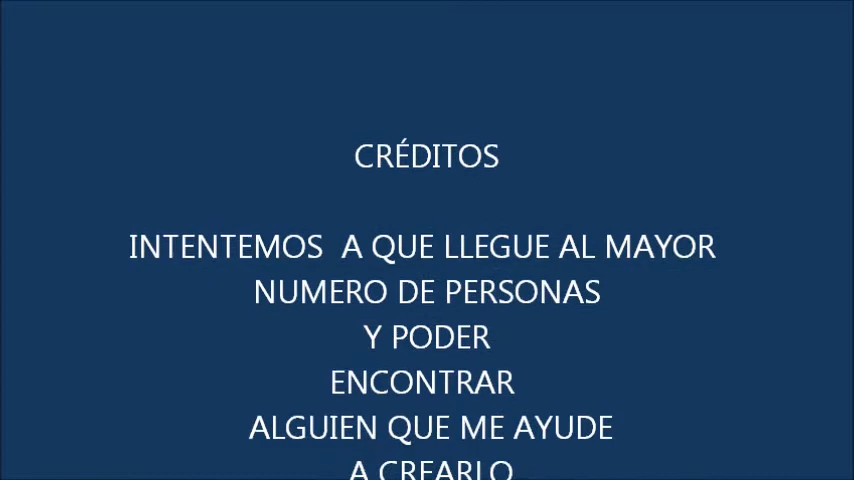 CRÉDITOS
INTENTEMOS  A QUE LLEGUE AL MAYOR
NUMERO DE PERSONAS
Y PODER
ENCONTRAR
ALGUIEN QUE ME AYUDE
A CREARLO